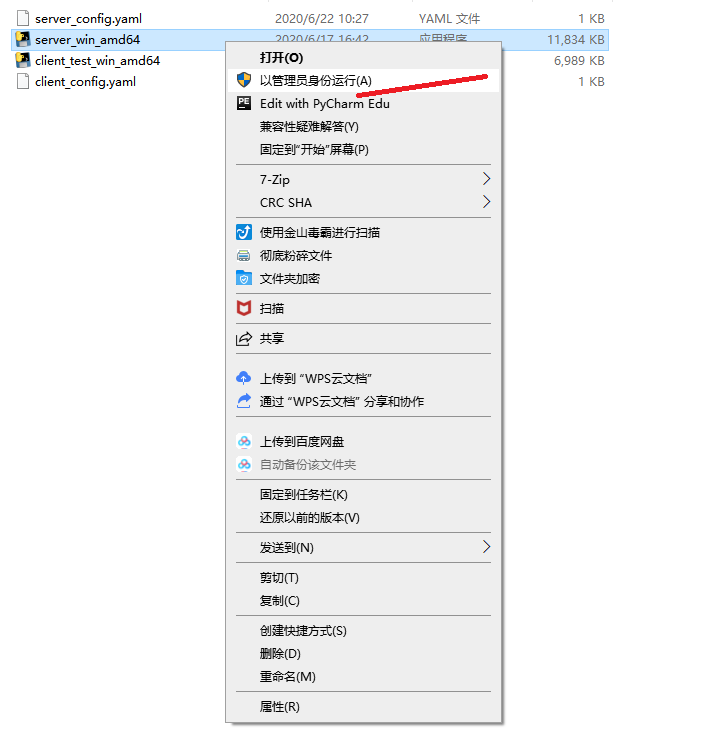 server_config.yaml 2020/6/22 10:27 YAML 文件 1 KB
server_win_amd64 2020/6/17 16:42 应用程序 11,834 KB
client_test_win_amd64 6,989 KB
client_config.yaml 1 KB
打开(O)
以管理员身份运行(A)
PE Edit with PyCharm Edu
兼容性疑难解答(Y)
固定到"开始"屏幕(P)
7-Zip
CRC SHA
使用金山毒霸进行扫描
彻底粉碎文件
文件夹加密
扫描
共享
上传到 "WPS云文档"
通过 "WPS云文档" 分享和协作
上传到百度网盘
自动备份该文件夹
固定到任务栏(K)
还原以前的版本(V)
发送到(N)
剪切(T)
复制(C)
创建快捷方式(S)
删除(D)
重命名(M)
属性(R)